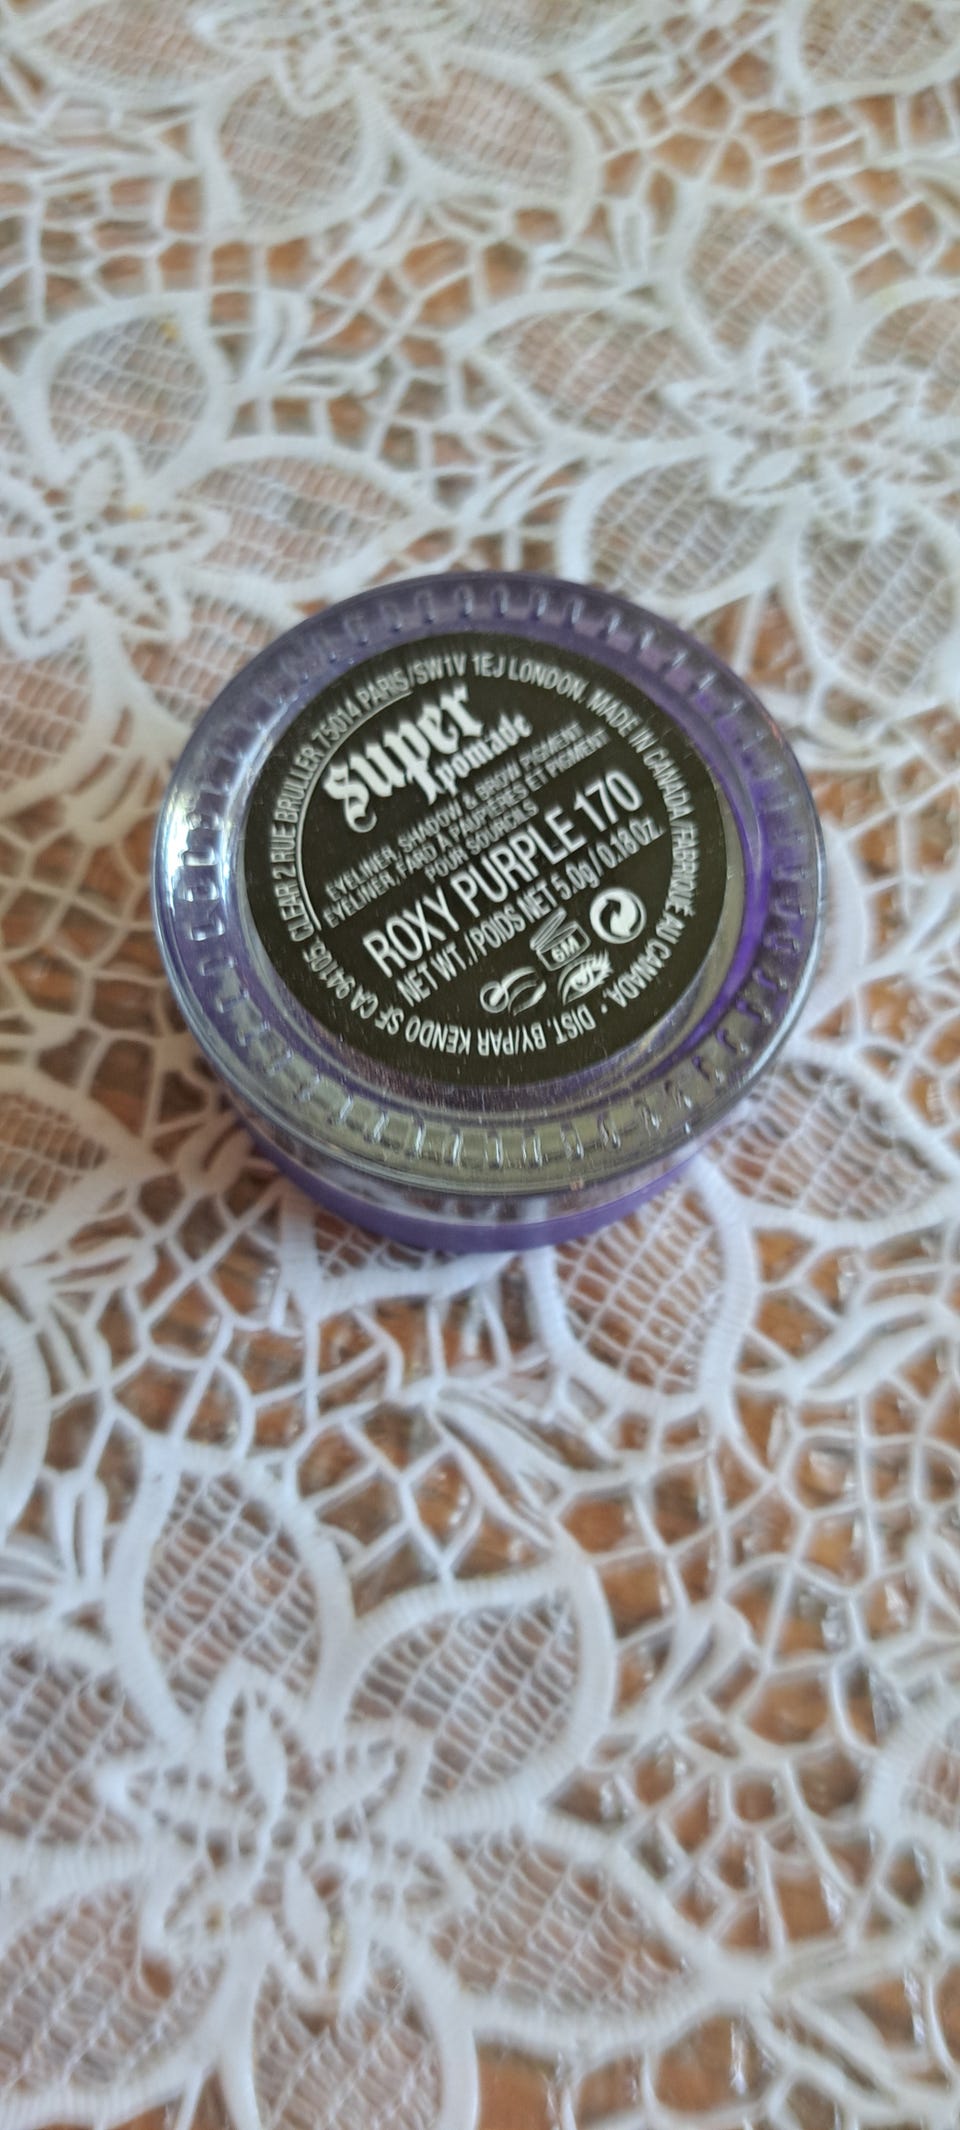 super
pomade
EYELINER, SHADOW & BROW PIGMENT
EYELINER, FARD À PAUPIÈRES ET PIGMENT
POUR SOURCILS
ROXY PURPLE 170
NET WT./POIDS NET 5.0g/0.18 Oz.
6M
DIST. BY/PAR KENDO SF CA 94105. CLEAR 2 RUE BRULLER 75014 PARIS/SW1V 1EJ LONDON. MADE IN CANADA /FABRIQUÉ AU CANADA.